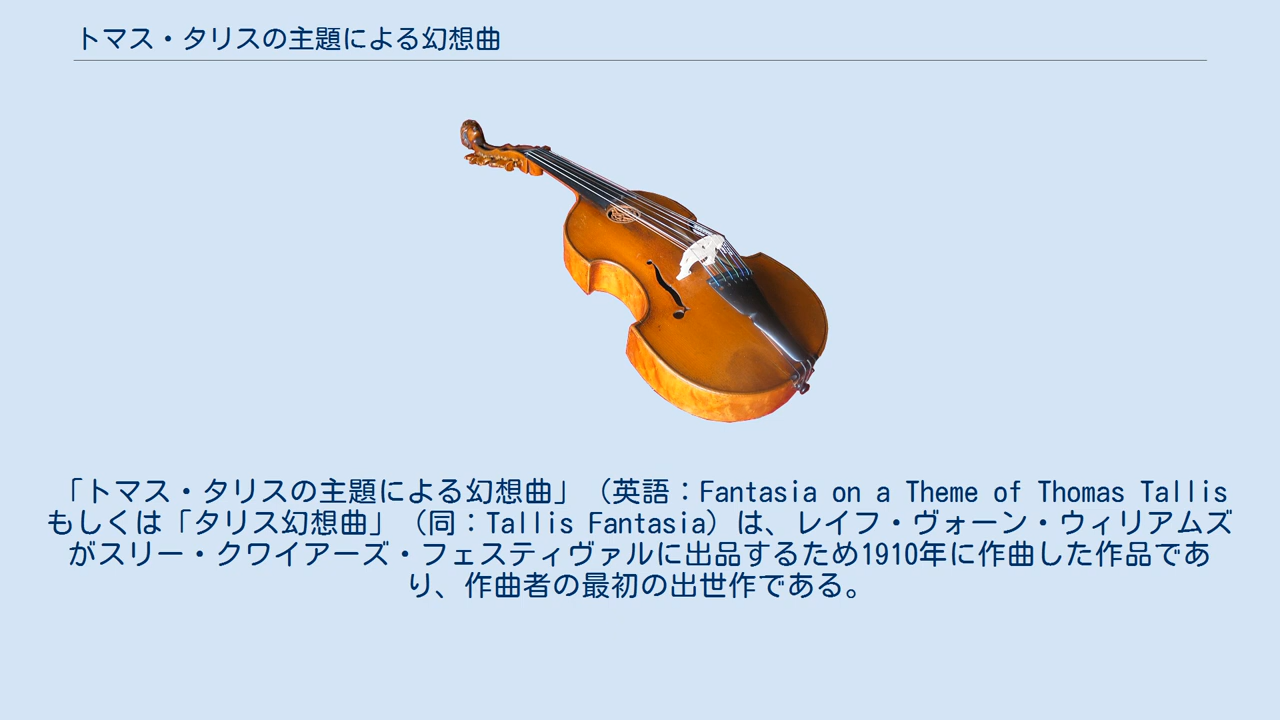 トマス・タリスの主題による幻想曲
「トマス・タリスの主題による幻想曲」（英語：Fantasia on a Theme of Thomas Tallis
もしくは「タリス幻想曲」（同：Tallis Fantasia）は、レイフ・ヴォーン・ウィリアムズ
がスリー・クワイアーズ・フェスティヴァルに出品するため1910年に作曲した作品であ
り、作曲者の最初の出世作である。